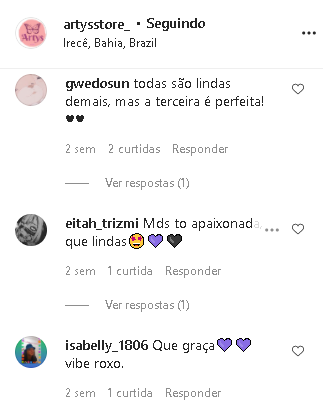 artysstore_ • Seguindo
Irecê, Bahia, Brazil
Artys
gwedosun todas são lindas
demais, mas a terceira é perfeita!
🖤🖤
2 sem 2 curtidas Responder
Ver respostas (1)
eitah_trizmi Mds to apaixonada,
que lindas🤩💜🖤
2 sem 1 curtida Responder
Ver respostas (1)
isabelly_1806 Que graça💜💜
vibe roxo.
2 sem 1 curtida Responder